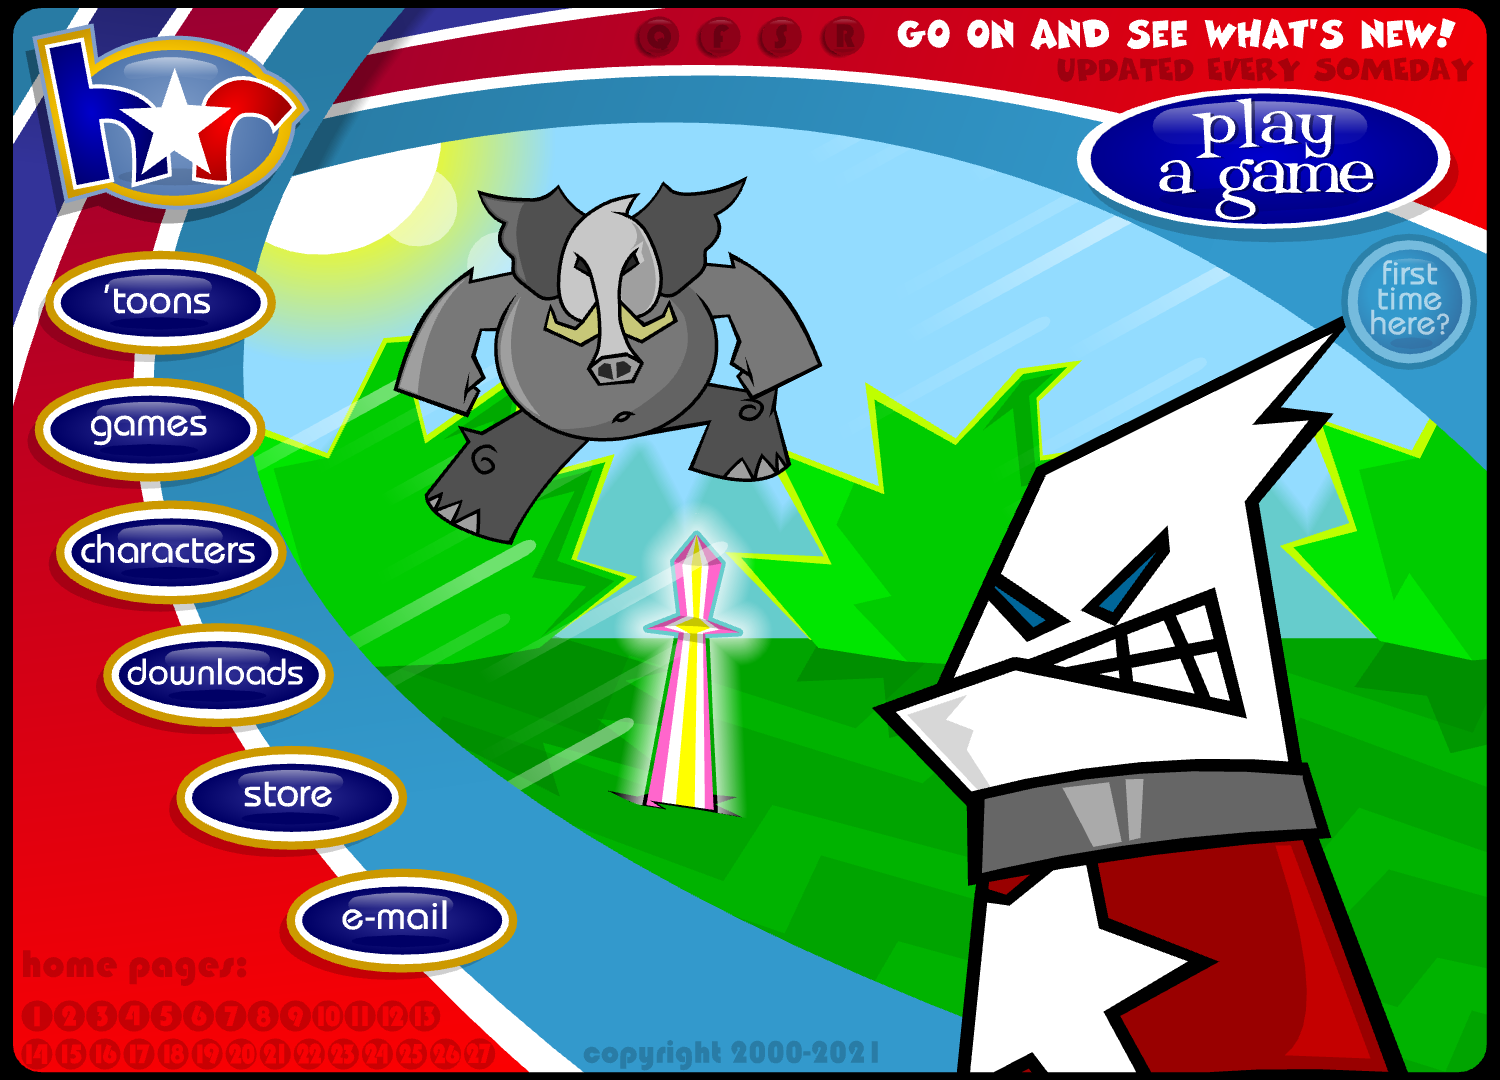 hr
Q F S R
GO ON AND SEE WHAT'S NEW!
UPDATED EVERY SOMEDAY
play
a game
first
time
here?
'toons
games
characters
downloads
store
e-mail
home pages:
1 2 3 4 5 6 7 8 9 10 11 12 13
14 15 16 17 18 19 20 21 22 23 24 25 26 27
copyright 2000-2021